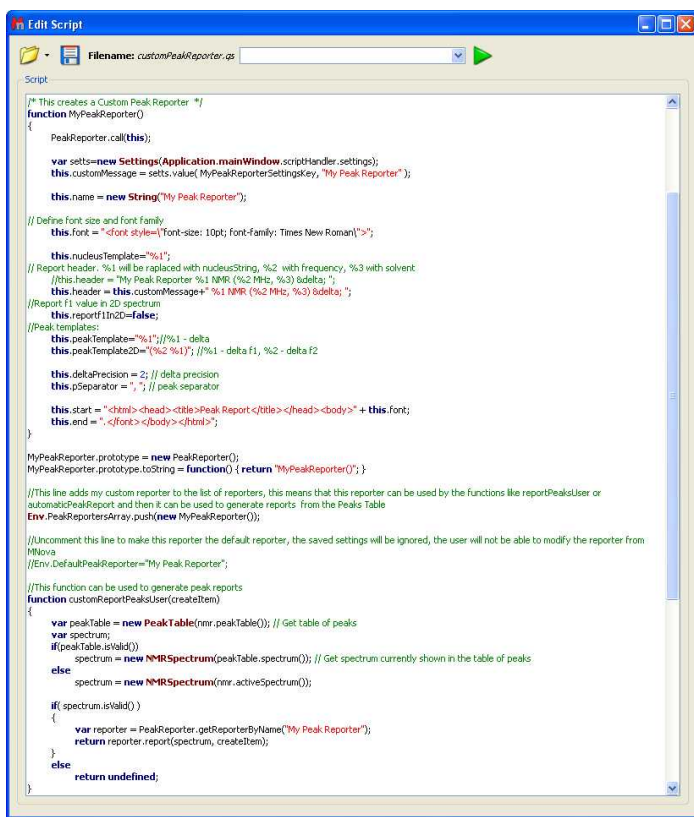 Edit Script
Filename: customPeakReporter.qs
Script
/* This creates a Custom Peak Reporter */
function MyPeakReporter()
{
PeakReporter.call(this);
var setts=new Settings(Application.mainWindow.scriptHandler.settings);
this.customMessage = setts.value( MyPeakReporterSettingsKey, "My Peak Reporter" );
this.name = new String("My Peak Reporter");
// Define font size and font family
this.font = "<font style=\"font-size: 10pt; font-family: Times New Roman\">";
this.nucleusTemplate="%1";
// Report header. %1 will be raplaced with nucleusString, %2 with frequency, %3 with solvent
//this.header = "My Peak Reporter %1 NMR (%2 MHz, %3) &delta; ";
this.header = this.customMessage+" %1 NMR (%2 MHz, %3) &delta; ";
//Report f1 value in 2D spectrum
this.reportf1In2D=false;
//Peak templates:
this.peakTemplate="%1";//%1 - delta
this.peakTemplate2D="(%2 %1)"; //%1 - delta f1, %2 - delta f2
this.deltaPrecision = 2; // delta precision
this.pSeparator = ", "; // peak separator
this.start = "<html><head><title>Peak Report</title></head><body>" + this.font;
this.end = ".</font></body></html>";
}
MyPeakReporter.prototype = new PeakReporter();
MyPeakReporter.prototype.toString = function() { return "MyPeakReporter()"; }
//This line adds my custom reporter to the list of reporters, this means that this reporter can be used by the functions like reportPeaksUser or
automaticPeakReport and then it can be used to generate reports from the Peaks Table
Env.PeakReportersArray.push(new MyPeakReporter());
//Uncomment this line to make this reporter the default reporter, the saved settings will be ignored, the user will not be able to modify the reporter from
MNova
//Env.DefaultPeakReporter="My Peak Reporter";
//This function can be used to generate peak reports
function customReportPeaksUser(createItem)
{
var peakTable = new PeakTable(nmr.peakTable()); // Get table of peaks
var spectrum;
if(peakTable.isValid())
spectrum = new NMRSpectrum(peakTable.spectrum()); // Get spectrum currently shown in the table of peaks
else
spectrum = new NMRSpectrum(nmr.activeSpectrum());
if( spectrum.isValid() )
{
var reporter = PeakReporter.getReporterByName("My Peak Reporter");
return reporter.report(spectrum, createItem);
}
else
return undefined;
}